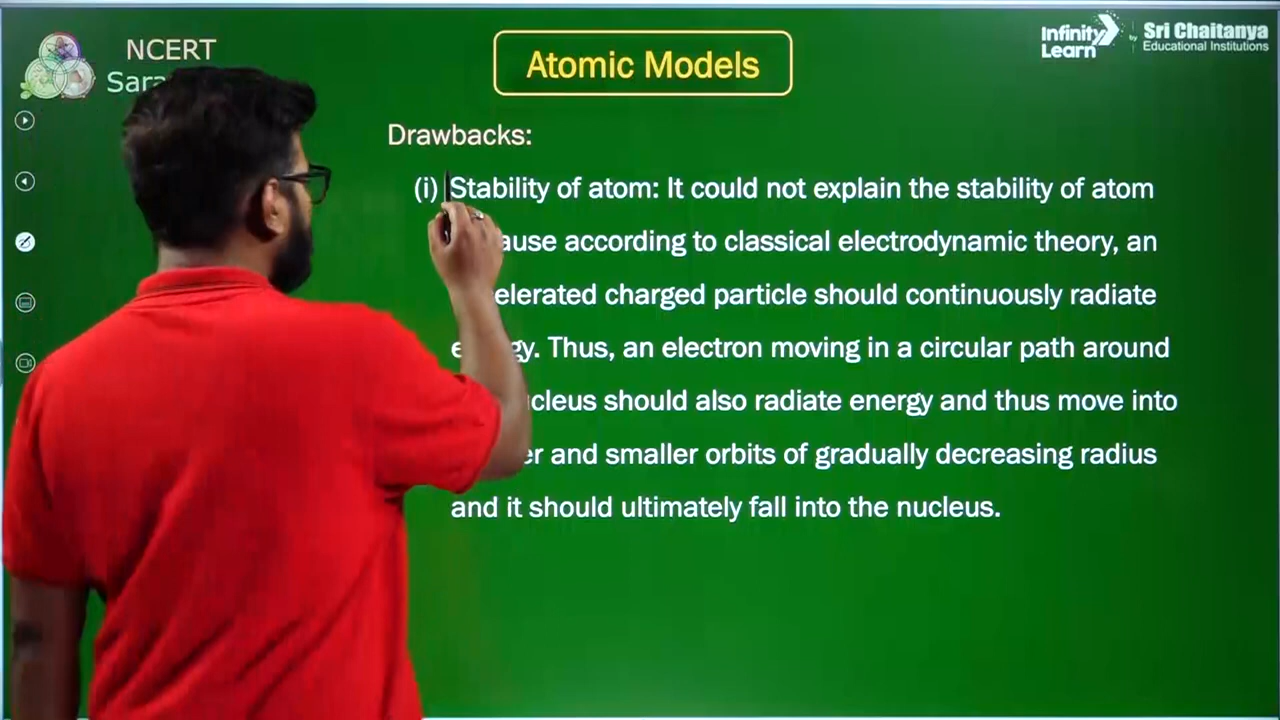 NCERT
Infinity Learn by Sri Chaitanya Educational Institutions
Atomic Models
Drawbacks:
(i) Stability of atom: It could not explain the stability of atom
according to classical electrodynamic theory, an
charged particle should continuously radiate
Thus, an electron moving in a circular path around
should also radiate energy and thus move into
and smaller orbits of gradually decreasing radius
and it should ultimately fall into the nucleus.